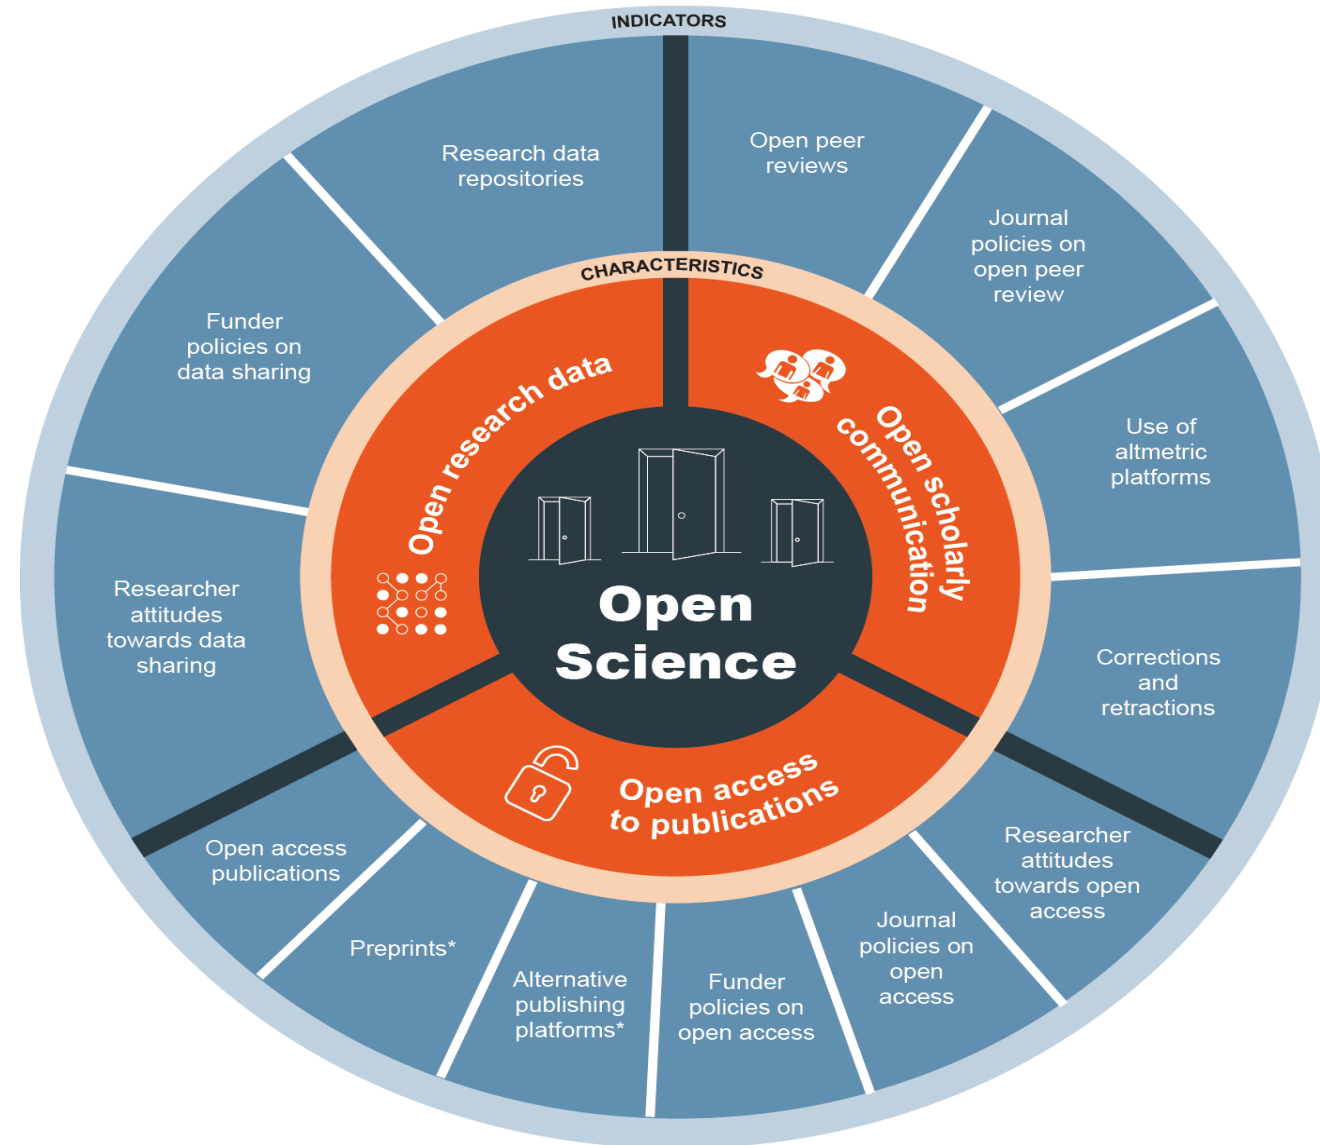 INDICATORS
Research data
repositories
Open peer
reviews
Journal
policies on
open peer
review
Funder
policies on
data sharing
CHARACTERISTICS
Use of
altmetric
platforms
Open research data
Open scholarly
communication
Researcher
attitudes
towards data
sharing
Open
Science
Corrections
and
retractions
Open access
to publications
Open access
publications
Preprints*
Alternative
publishing
platforms*
Funder
policies on
open access
Journal
policies on
open
access
Researcher
attitudes
towards open
access